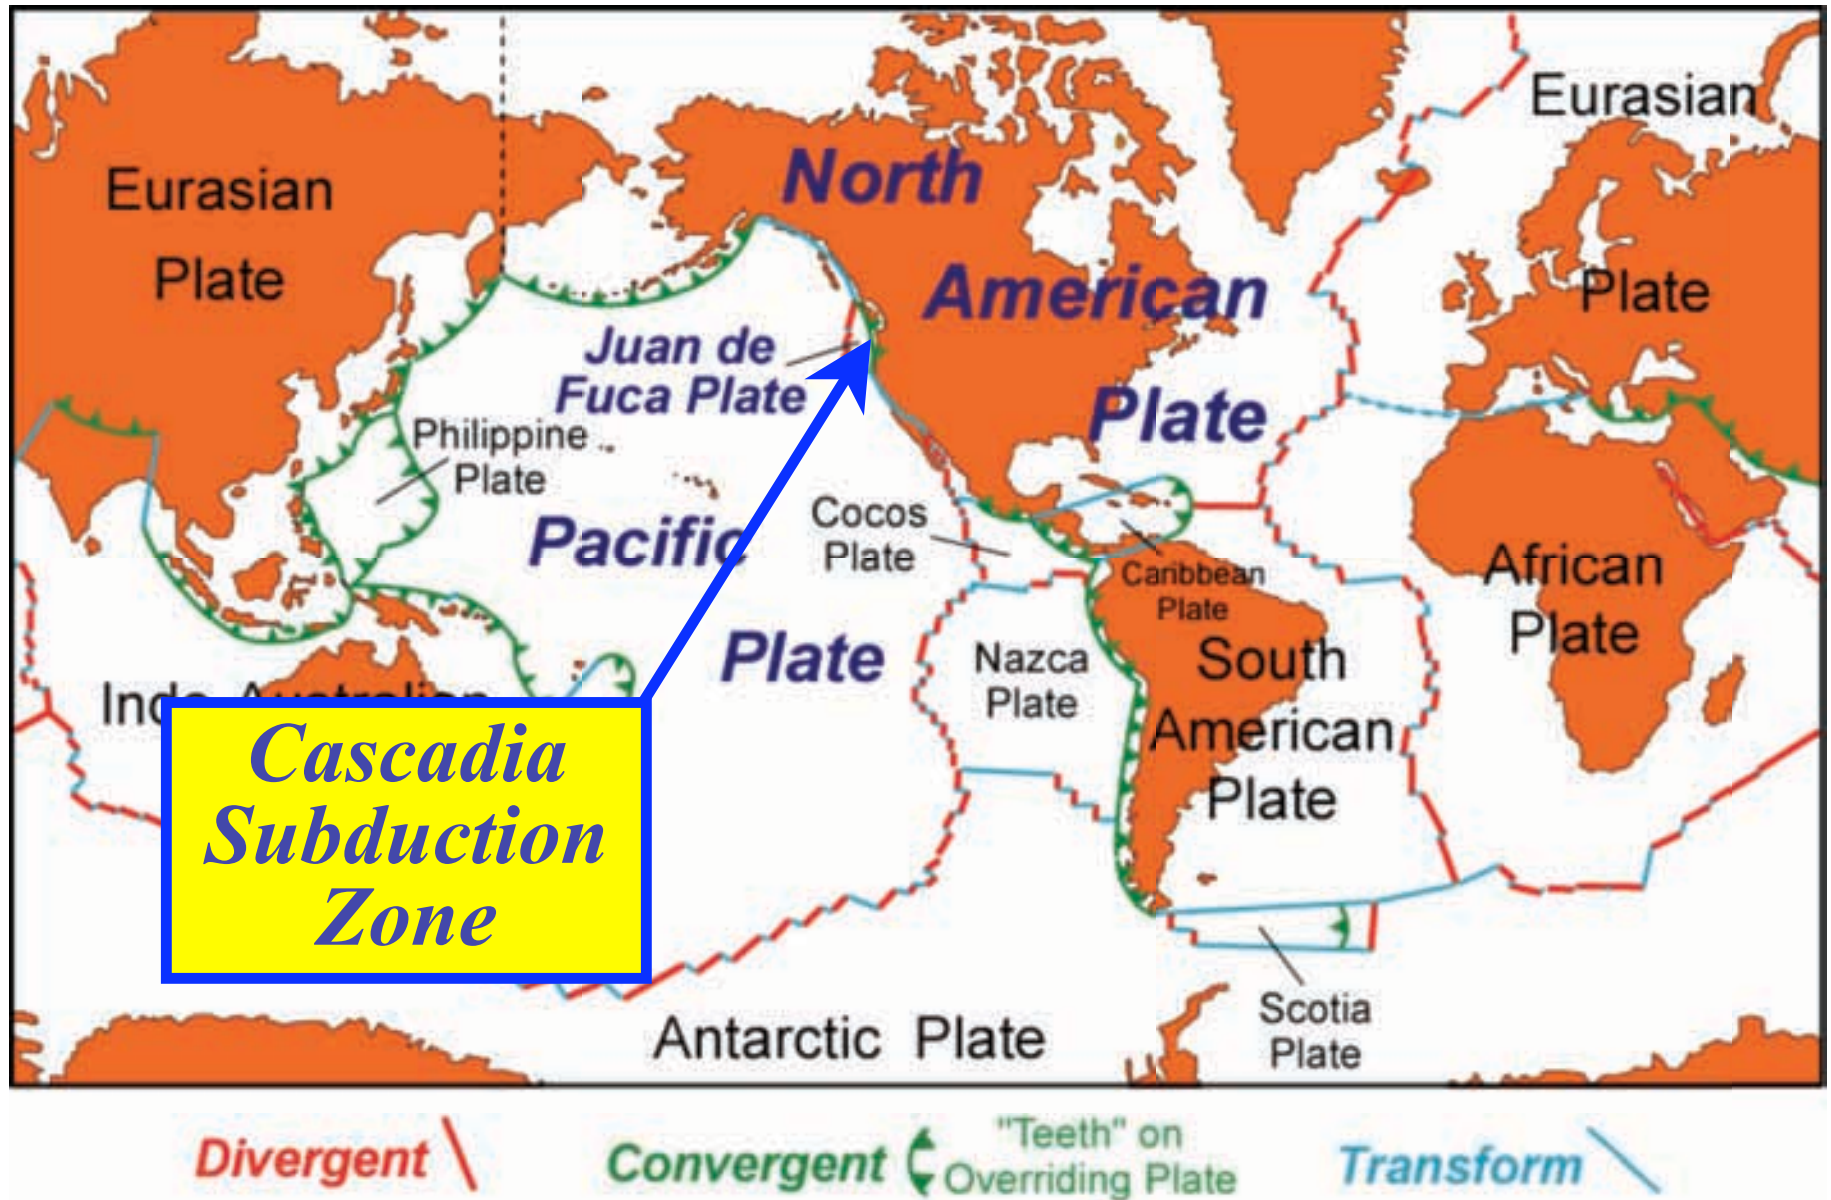 Eurasian
Plate
North
American
Plate
Eurasian
Plate
Juan de
Fuca Plate
Philippine
Plate
Pacific
Plate
Cocos
Plate
Caribbean
Plate
African
Plate
Nazca
Plate
South
American
Plate
Indo-Australian
Cascadia
Subduction
Zone
Scotia
Plate
Antarctic Plate
Divergent
Convergent
"Teeth" on
Overriding Plate
Transform